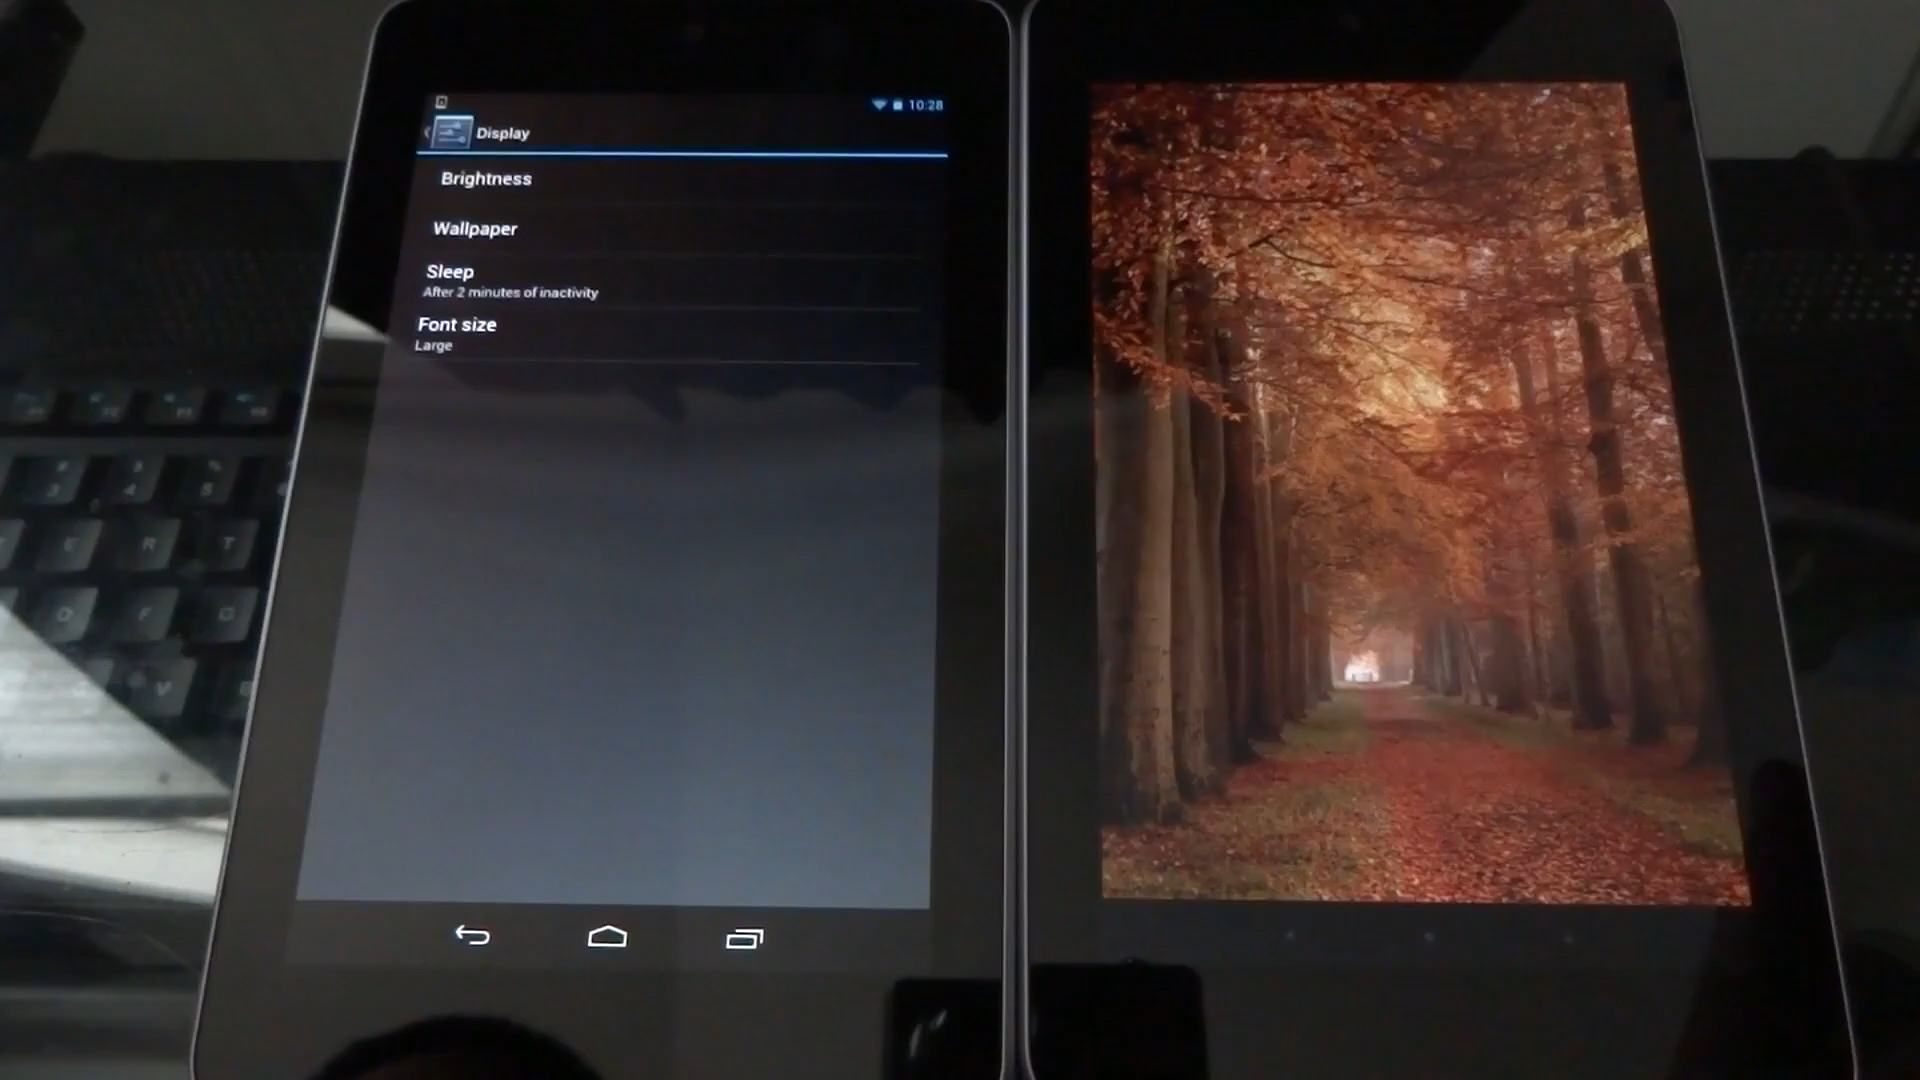 10:28
Display
Brightness
Wallpaper
Sleep
After 2 minutes of inactivity
Font size
Large
E
R
T
D
F
G
V